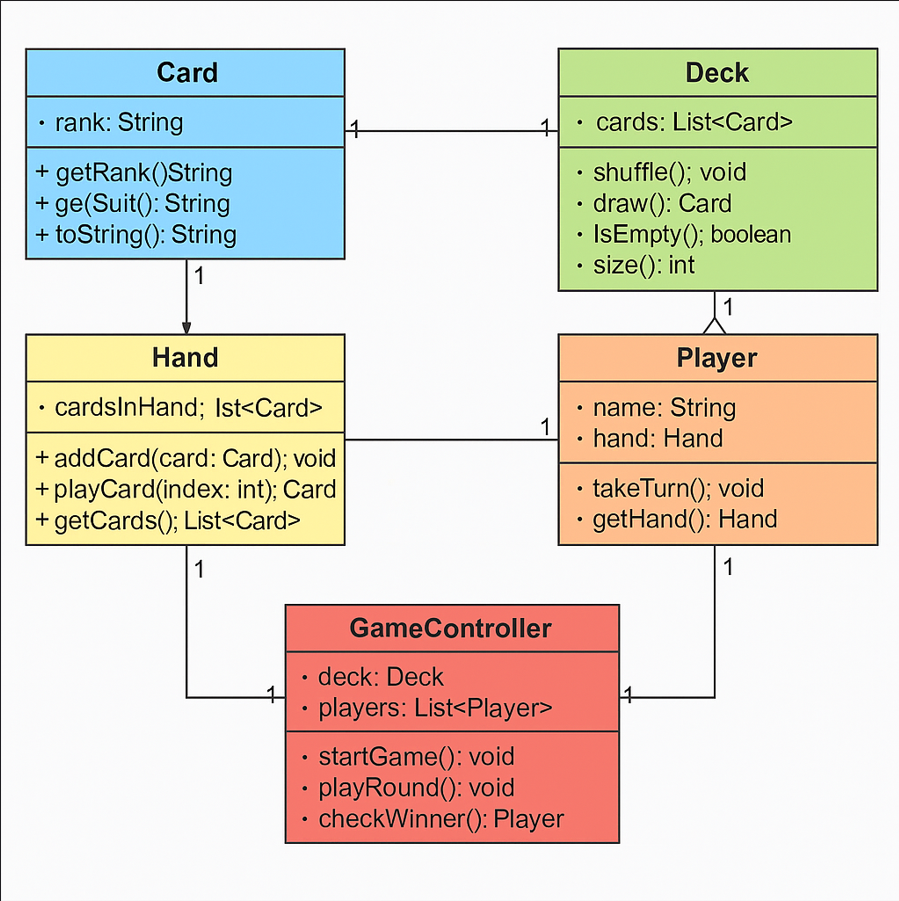 Card
• rank: String
+ getRank()String
+ ge(Suit(): String
+ toString(): String
1
1
Deck
• cards: List<Card>
• shuffle(); void
• draw(): Card
• IsEmpty(); boolean
• size(): int
1
1
Hand
• cardsInHand; Ist<Card>
+ addCard(card: Card); void
+ playCard(index: int); Card
+ getCards(); List<Card>
1
Player
• name: String
• hand: Hand
• takeTurn(); void
• getHand(): Hand
1
1
GameController
• deck: Deck
• players: List<Player>
• startGame(): void
• playRound(): void
• checkWinner(): Player
1
1